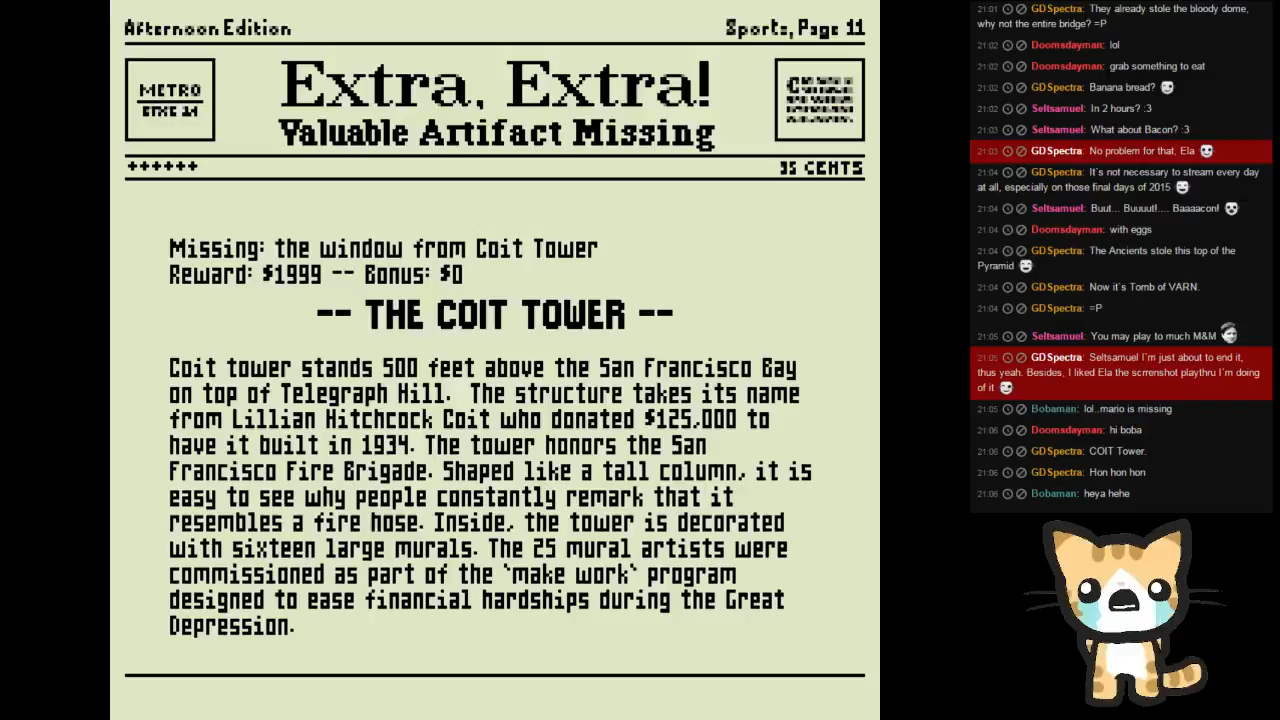 Afternoon Edition
Sports, Page 11
METRO
Extra, Extra!
Valuable Artifact Missing
++++++
35 CENTS
Missing: the window from Coit Tower
Reward: $1999 -- Bonus: $0
-- THE COIT TOWER --
Coit tower stands 500 feet above the San Francisco Bay
on top of Telegraph Hill. The structure takes its name
from Lillian Hitchcock Coit who donated $125,000 to
have it built in 1934. The tower honors the San
Francisco Fire Brigade. Shaped like a tall column, it is
easy to see why people constantly remark that it
resembles a fire hose. Inside, the tower is decorated
with sixteen large murals. The 25 mural artists were
commissioned as part of the `make work` program
designed to ease financial hardships during the Great
Depression.
21:01 GDSpectra: They already stole the bloody dome,
why not the entire bridge? =P
21:02 Doomsdayman: lol
21:02 Doomsdayman: grab something to eat
21:02 GDSpectra: Banana bread?
21:02 Seltsamuel: In 2 hours? :3
21:03 Seltsamuel: What about Bacon? :3
21:03 GDSpectra: No problem for that, Ela
21:04 GDSpectra: It´s not necessary to stream every day
at all, especially on those final days of 2015
21:04 Seltsamuel: Buut... Buuuut!.... Baaaacon!
21:04 Doomsdayman: with eggs
21:04 GDSpectra: The Ancients stole this top of the
Pyramid
21:04 GDSpectra: Now it´s Tomb of VARN.
21:04 GDSpectra: =P
21:05 Seltsamuel: You may play to much M&M
21:05 GDSpectra: Seltsamuel I´m just about to end it,
thus yeah. Besides, I liked Ela the scrrenshot playthru I´m doing
of it
21:05 Bobaman: lol..mario is missing
21:06 Doomsdayman: hi boba
21:06 GDSpectra: COIT Tower.
21:06 GDSpectra: Hon hon hon
21:06 Bobaman: heya hehe